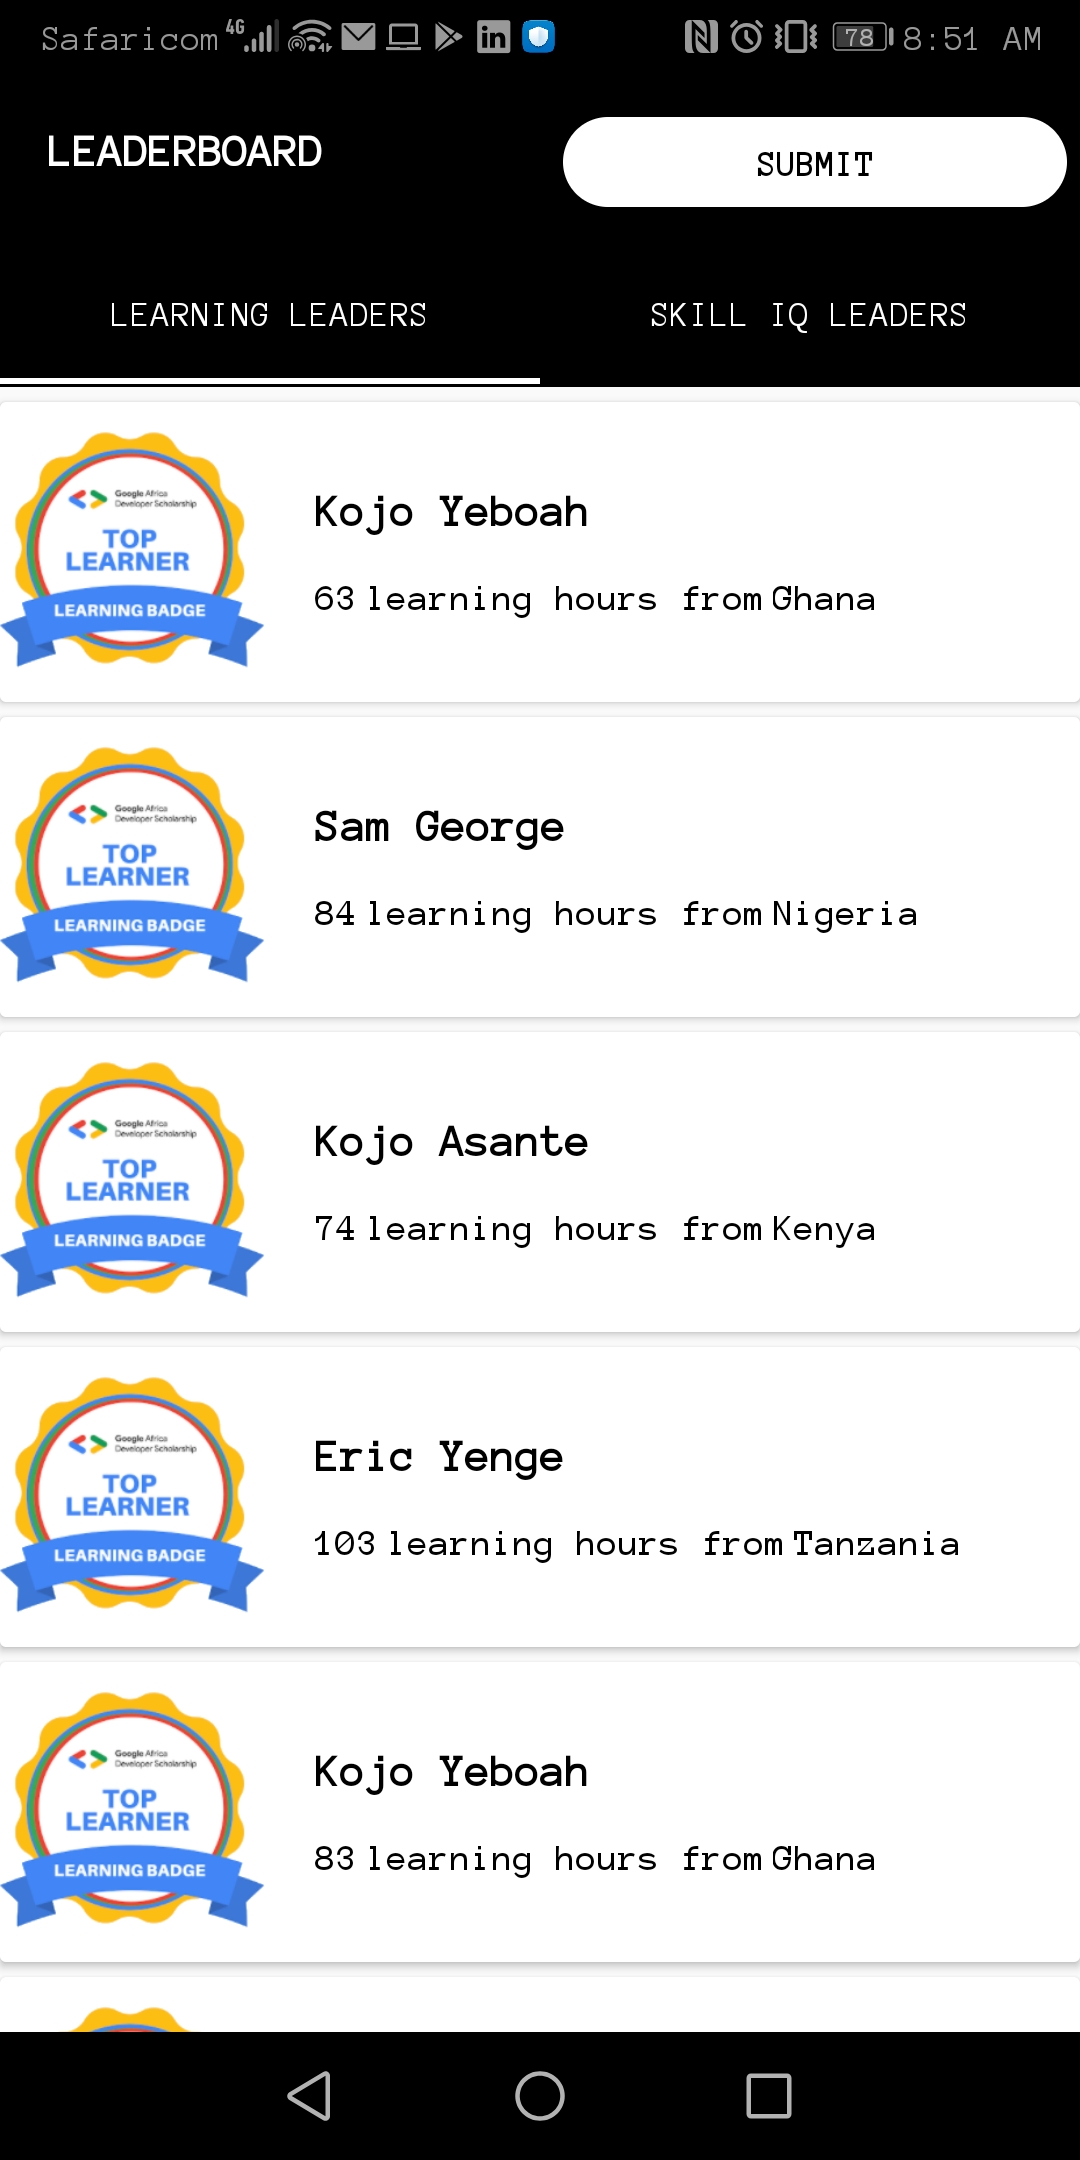 Safaricom 4G 78 8:51 AM
LEADERBOARD
SUBMIT
LEARNING LEADERS
SKILL IQ LEADERS
Google Africa
Developer Scholarship
TOP
LEARNER
LEARNING BADGE
Kojo Yeboah
63 learning hours from Ghana
Google Africa
Developer Scholarship
TOP
LEARNER
LEARNING BADGE
Sam George
84 learning hours from Nigeria
Google Africa
Developer Scholarship
TOP
LEARNER
LEARNING BADGE
Kojo Asante
74 learning hours from Kenya
Google Africa
Developer Scholarship
TOP
LEARNER
LEARNING BADGE
Eric Yenge
103 learning hours from Tanzania
Google Africa
Developer Scholarship
TOP
LEARNER
LEARNING BADGE
Kojo Yeboah
83 learning hours from Ghana